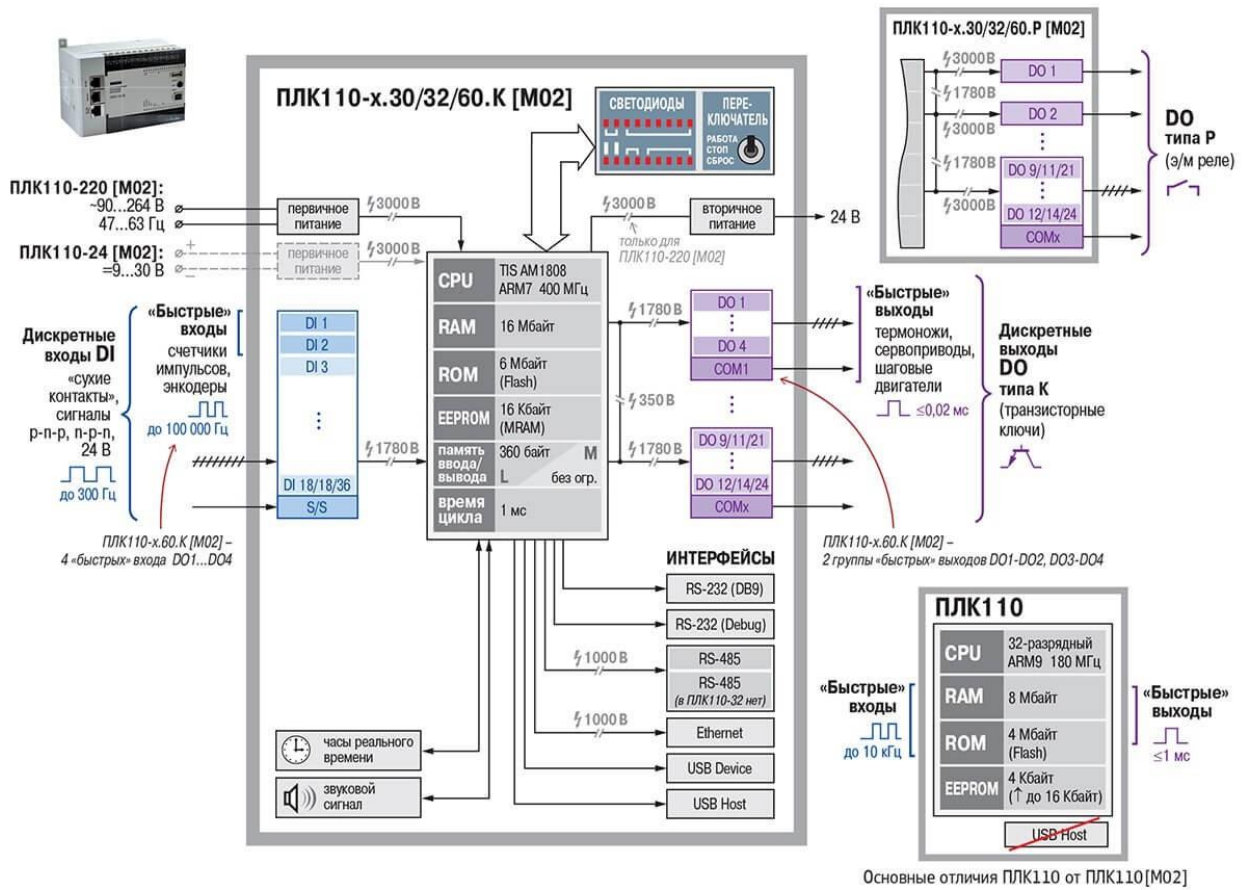 ПЛК110-х.30/32/60.К [М02]
СВЕТОДИОДЫ
ПЕРЕ-
КЛЮЧАТЕЛЬ
РАБОТА
СТОП
СБРОС
ПЛК110-220 [М02]:
~90...264 В
47...63 Гц
первичное
питание
3000 В
ПЛК110-24 [М02]:
=9...30 В
+
−
первичное
питание
3000 В
3000 В
только для
ПЛК110-220 [М02]
вторичное
питание
24 В
CPU
TIS AM1808
ARM7 400 МГц
RAM
16 Мбайт
ROM
6 Мбайт
(Flash)
EEPROM
16 Кбайт
(MRAM)
память
ввода/
вывода
360 байт
M
L
без огр.
время
цикла
1 мс
Дискретные
входы DI
«сухие
контакты»,
сигналы
p-n-p, n-p-n,
24 В
до 300 Гц
«Быстрые»
входы
счетчики
импульсов,
энкодеры
до 100 000 Гц
DI 1
DI 2
DI 3
DI 18/18/36
S/S
1780 В
ПЛК110-х.60.К [М02] –
4 «быстрых» входа DO1...DO4
1780 В
DO 1
DO 4
COM1
350 В
1780 В
DO 9/11/21
DO 12/14/24
COMx
«Быстрые»
выходы
термоножи,
сервоприводы,
шаговые
двигатели
≤0,02 мс
Дискретные
выходы
DO
типа К
(транзисторные
ключи)
ПЛК110-х.60.К [М02] –
2 группы «быстрых» выходов DO1-DO2, DO3-DO4
ИНТЕРФЕЙСЫ
RS-232 (DB9)
RS-232 (Debug)
1000 В
RS-485
RS-485
(в ПЛК110-32 нет)
1000 В
Ethernet
USB Device
USB Host
часы реального
времени
звуковой
сигнал
ПЛК110-х.30/32/60.Р [М02]
3000 В
DO 1
1780 В
DO 2
3000 В
1780 В
DO 9/11/21
3000 В
DO 12/14/24
COMx
DO
типа Р
(э/м реле)
ПЛК110
CPU
32-разрядный
ARM9 180 МГц
RAM
8 Мбайт
ROM
4 Мбайт
(Flash)
EEPROM
4 Кбайт
(↑ до 16 Кбайт)
USB Host
«Быстрые»
входы
до 10 кГц
«Быстрые»
выходы
≤1 мс
Основные отличия ПЛК110 от ПЛК110[М02]